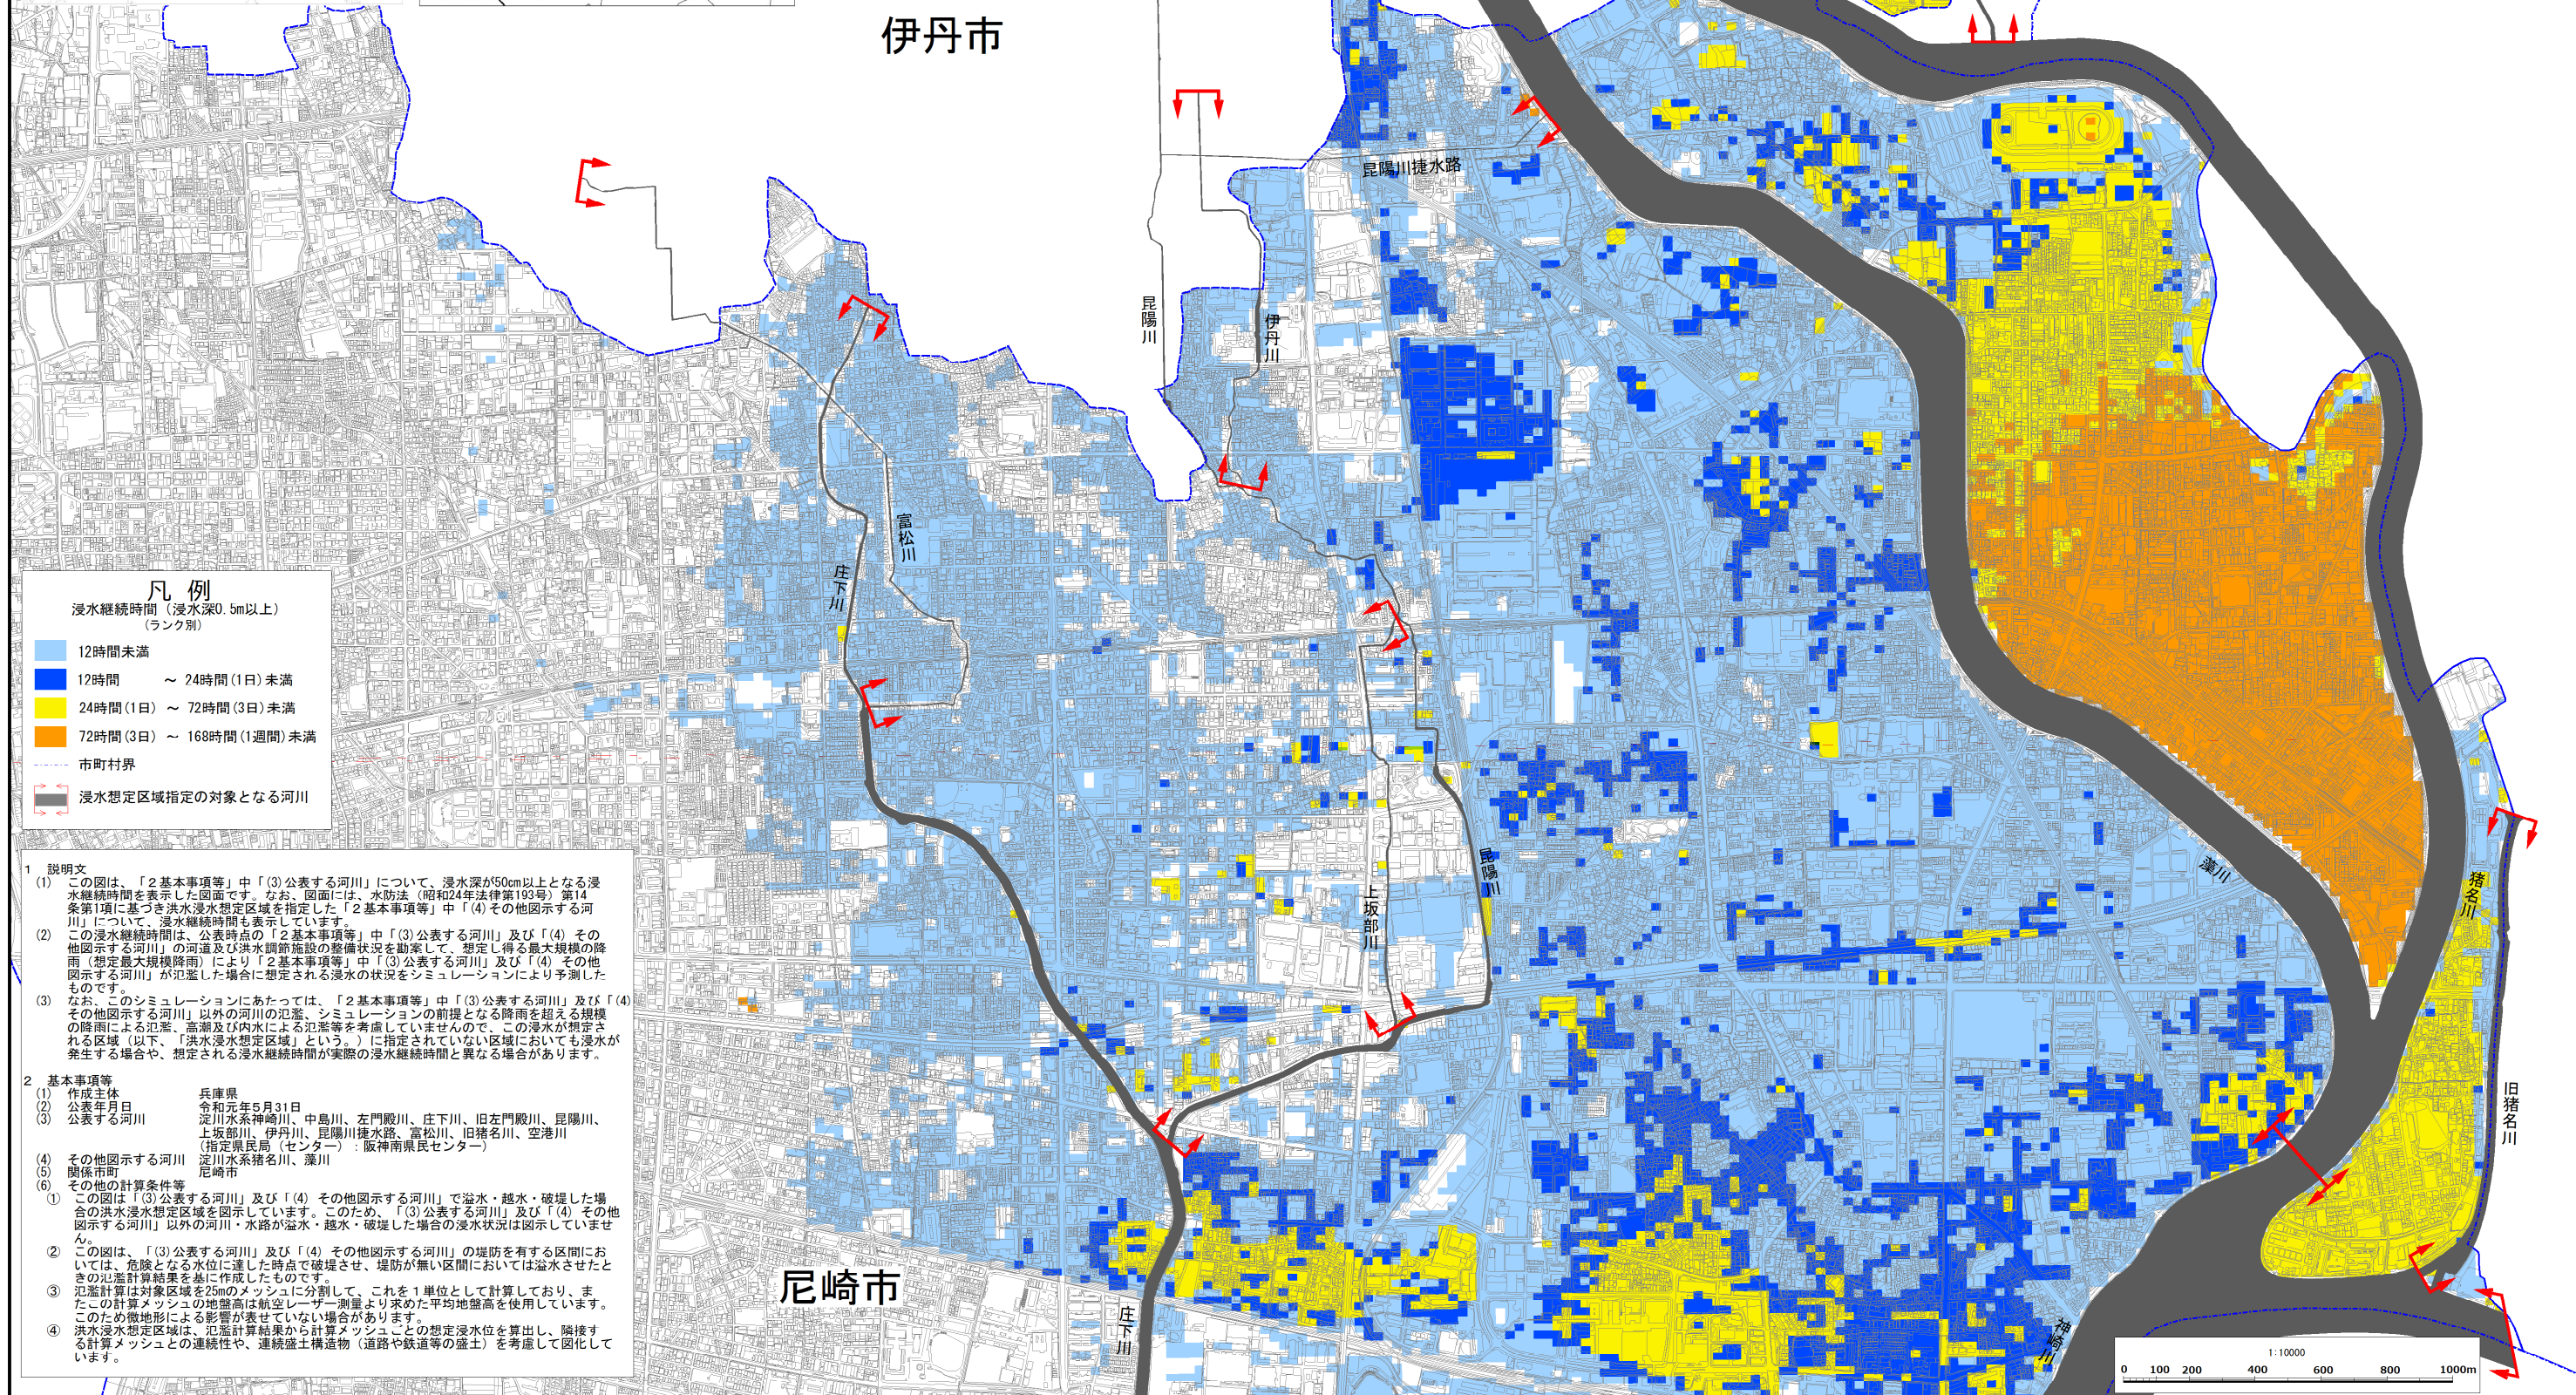 伊丹市
昆陽川捷水路
昆陽川
伊丹川
富松川
庄下川
凡 例
浸水継続時間（浸水深0.5m以上）
（ランク別）
12時間未満
12時間 ～ 24時間(1日)未満
24時間(1日) ～ 72時間(3日)未満
72時間(3日) ～ 168時間(1週間)未満
市町村界
浸水想定区域指定の対象となる河川
1 説明文
(1) この図は、「２基本事項等」中「(3)公表する河川」について、浸水深が50cm以上となる浸
水継続時間を表示した図面です。なお、図面には、水防法（昭和24年法律第193号）第14
条第1項に基づき洪水浸水想定区域を指定した「２基本事項等」中「(4)その他図示する河
川」について、浸水継続時間も表示しています。
(2) この浸水継続時間は、公表時点の「２基本事項等」中「(3)公表する河川」及び「(4) その
他図示する河川」の河道及び洪水調節施設の整備状況を勘案して、想定し得る最大規模の降
雨（想定最大規模降雨）により「２基本事項等」中「(3)公表する河川」及び「(4) その他
図示する河川」が氾濫した場合に想定される浸水の状況をシミュレーションにより予測した
ものです。
(3) なお、このシミュレーションにあたっては、「２基本事項等」中「(3)公表する河川」及び「(4)
その他図示する河川」以外の河川の氾濫、シミュレーションの前提となる降雨を超える規模
の降雨による氾濫、高潮及び内水による氾濫等を考慮していませんので、この浸水が想定さ
れる区域（以下、「洪水浸水想定区域」という。）に指定されていない区域においても浸水が
発生する場合や、想定される浸水継続時間が実際の浸水継続時間と異なる場合があります。
2 基本事項等
(1) 作成主体 兵庫県
(2) 公表年月日 令和元年5月31日
(3) 公表する河川 淀川水系神崎川、中島川、左門殿川、庄下川、旧左門殿川、昆陽川、
上坂部川、伊丹川、昆陽川捷水路、富松川、旧猪名川、空港川
（指定県民局（センター）：阪神南県民センター）
(4) その他図示する河川 淀川水系猪名川、藻川
(5) 関係市町 尼崎市
(6) その他の計算条件等
① この図は「(3)公表する河川」及び「(4) その他図示する河川」で溢水・越水・破堤した場
合の洪水浸水想定区域を図示しています。このため、「(3)公表する河川」及び「(4) その他
図示する河川」以外の河川・水路が溢水・越水・破堤した場合の浸水状況は図示していませ
ん。
② この図は、「(3)公表する河川」及び「(4) その他図示する河川」の堤防を有する区間にお
いては、危険となる水位に達した時点で破堤させ、堤防が無い区間においては溢水させたと
きの氾濫計算結果を基に作成したものです。
③ 氾濫計算は対象区域を25mのメッシュに分割して、これを１単位として計算しており、ま
たこの計算メッシュの地盤高は航空レーザー測量より求めた平均地盤高を使用しています。
このため微地形による影響が表せていない場合があります。
④ 洪水浸水想定区域は、氾濫計算結果から計算メッシュごとの想定浸水位を算出し、隣接す
る計算メッシュとの連続性や、連続盛土構造物（道路や鉄道等の盛土）を考慮して図化して
います。
昆陽川
上坂部川
藻川
猪名川
旧猪名川
尼崎市
庄下川
神崎川
1:10000
0 100 200 400 600 800 1000m